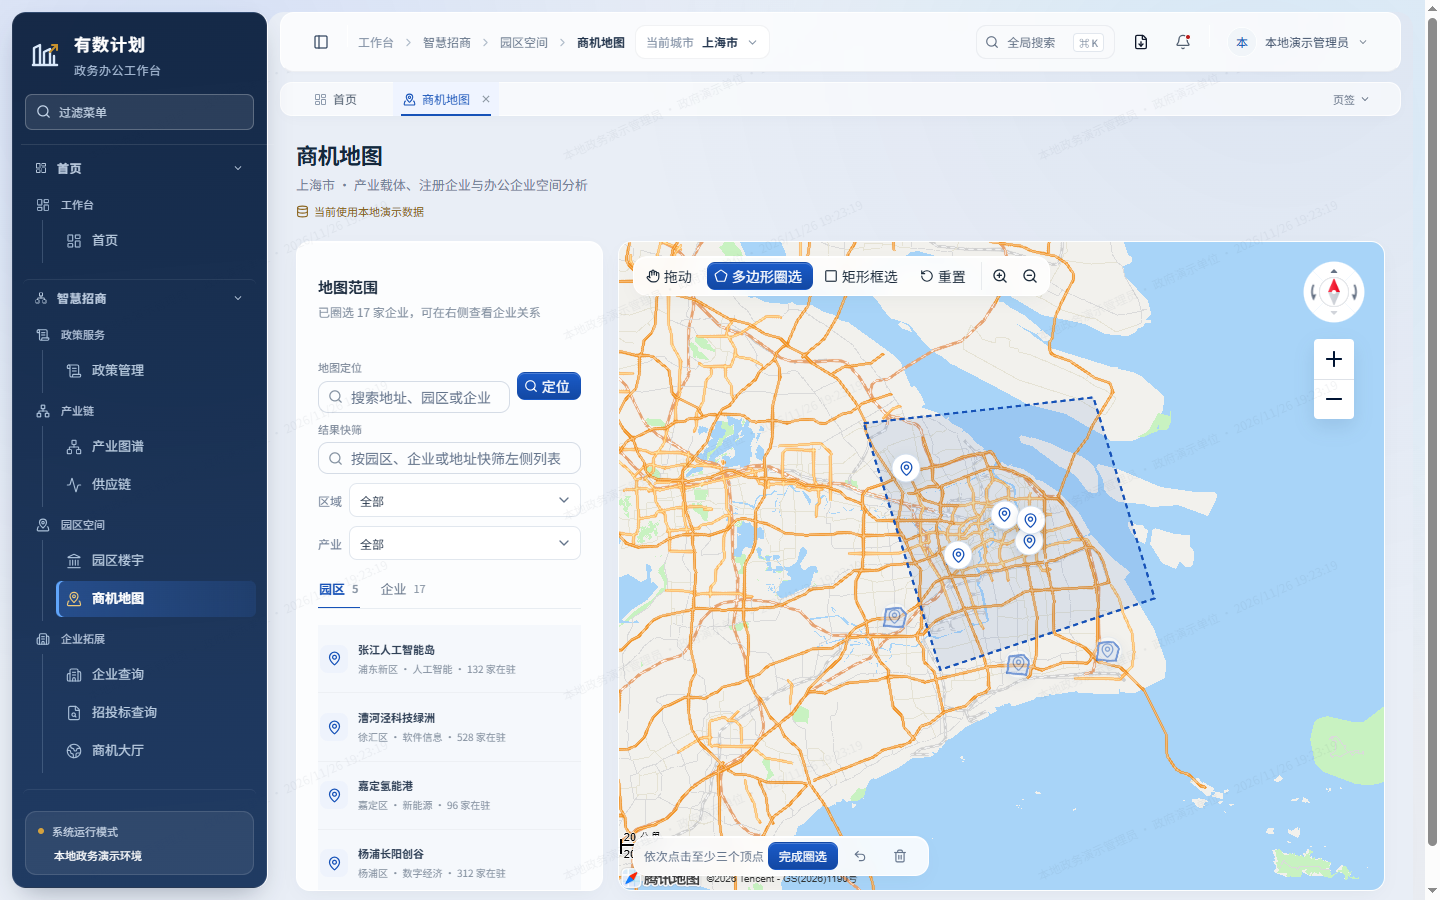 有数计划
政务办公工作台
过滤菜单
首页
工作台
首页
智慧招商
政策服务
政策管理
产业链
产业图谱
供应链
园区空间
园区楼宇
商机地图
企业拓展
企业查询
招投标查询
商机大厅
系统运行模式
本地政务演示环境
工作台 智慧招商 园区空间 商机地图
当前城市 上海市
全局搜索 ⌘K
本 本地演示管理员
首页
商机地图
页签
商机地图
上海市 · 产业载体、注册企业与办公企业空间分析
当前使用本地演示数据
地图范围
已圈选 17 家企业，可在右侧查看企业关系
地图定位
搜索地址、园区或企业
定位
结果快筛
按园区、企业或地址快筛左侧列表
区域 全部
产业 全部
园区 5
企业 17
张江人工智能岛
浦东新区 · 人工智能 · 132 家在驻
漕河泾科技绿洲
徐汇区 · 软件信息 · 528 家在驻
嘉定氢能港
嘉定区 · 新能源 · 96 家在驻
杨浦长阳创谷
杨浦区 · 数字经济 · 312 家在驻
拖动
多边形圈选
矩形框选
重置
20 公里
20
依次点击至少三个顶点
完成圈选
腾讯地图
©2026 Tencent - GS(2026)1190号